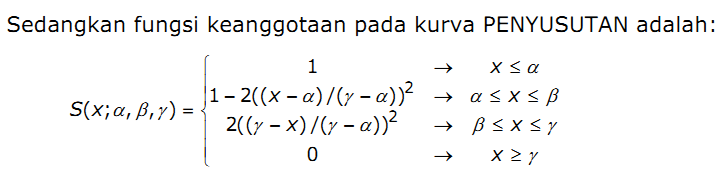 Sedangkan fungsi keanggotaan pada kurva PENYUSUTAN adalah:
1 → x ≤ α
1 – 2((x – α)/(γ – α))² → α ≤ x ≤ β
S(x;α, β,γ) =
2((γ – x)/(γ – α))² → β ≤ x ≤ γ
0 → x ≥ γ